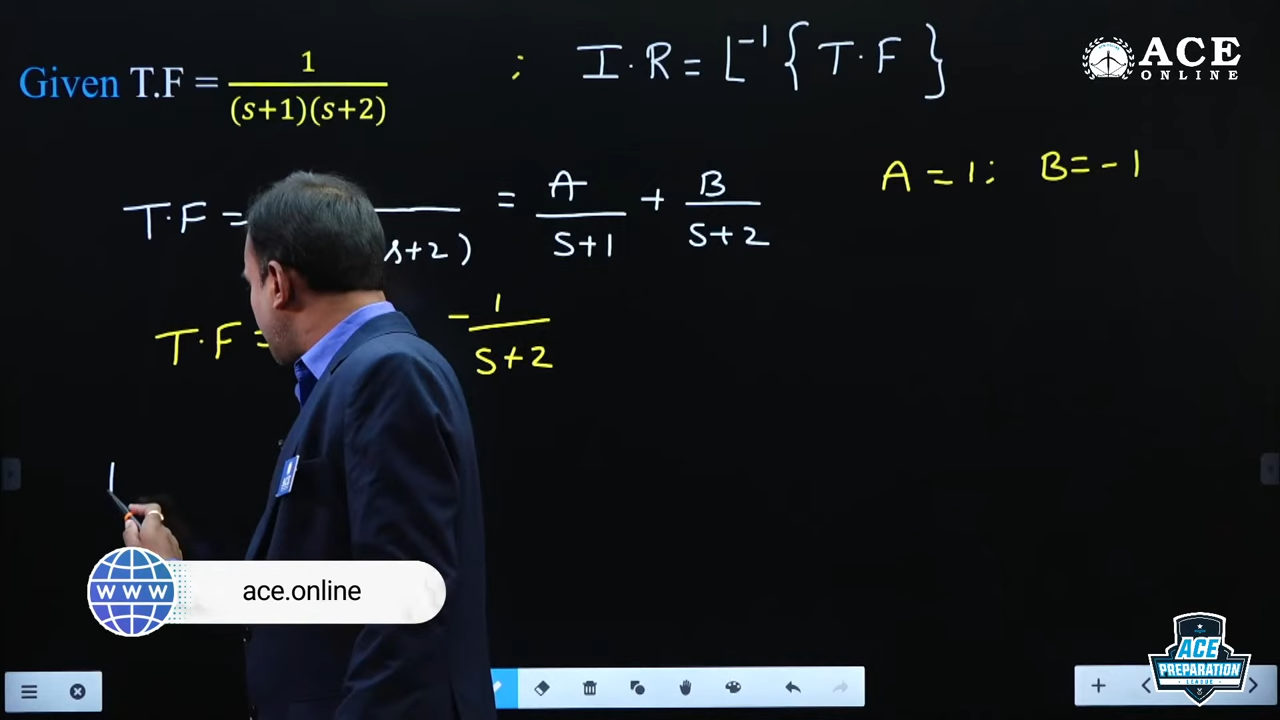 Given T.F = 1 / (s+1)(s+2) ; I.R = L⁻¹ { T.F }
ACE
ONLINE
T.F = s+2) = A / S+1 + B / S+2
A = 1; B = -1
T.F = - 1 / S+2
WWW
ace.online
ACE
PREPARATION
LEAGUE